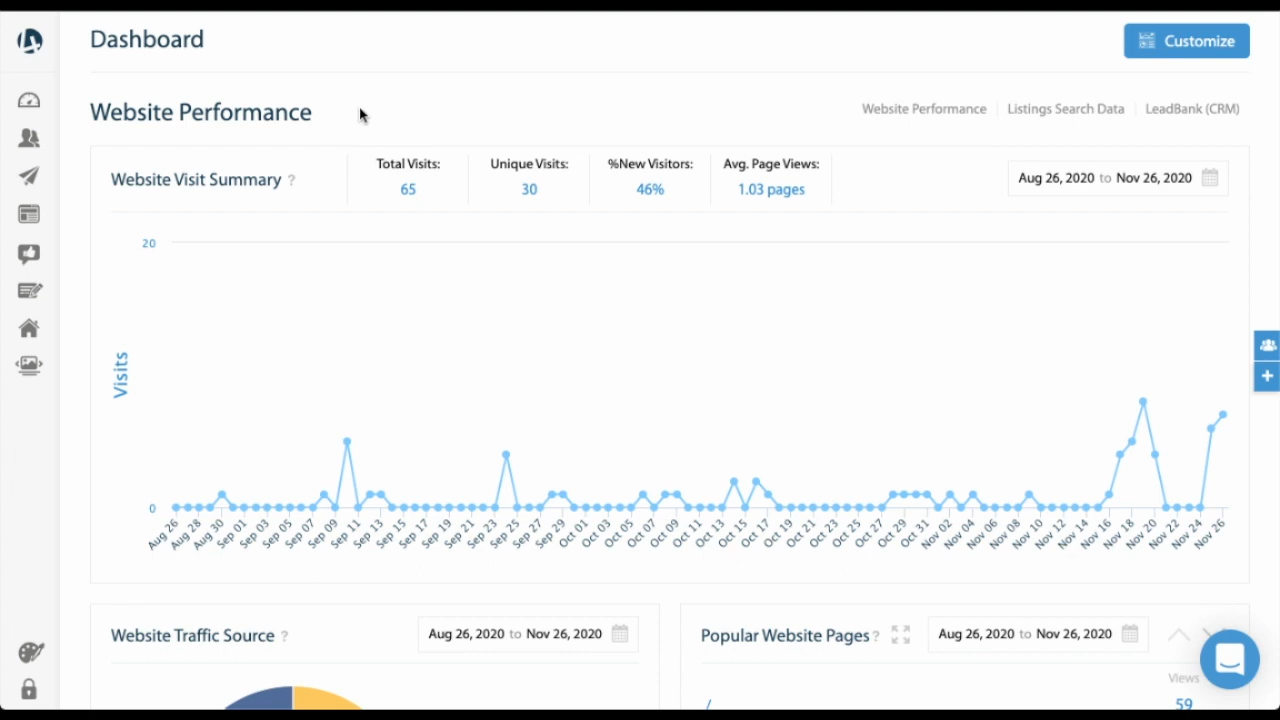 Dashboard
Customize
Website Performance
Website Performance
Listings Search Data
LeadBank (CRM)
Website Visit Summary ?
Total Visits:
65
Unique Visits:
30
%New Visitors:
46%
Avg. Page Views:
1.03 pages
Aug 26, 2020 to Nov 26, 2020
20
Visits
0
Aug 26
Aug 28
Aug 30
Sep 01
Sep 03
Sep 05
Sep 07
Sep 09
Sep 11
Sep 13
Sep 15
Sep 17
Sep 19
Sep 21
Sep 23
Sep 25
Sep 27
Sep 29
Oct 01
Oct 03
Oct 05
Oct 07
Oct 09
Oct 11
Oct 13
Oct 15
Oct 17
Oct 19
Oct 21
Oct 23
Oct 25
Oct 27
Oct 29
Oct 31
Nov 02
Nov 04
Nov 06
Nov 08
Nov 10
Nov 12
Nov 14
Nov 16
Nov 18
Nov 20
Nov 22
Nov 24
Nov 26
Website Traffic Source ?
Aug 26, 2020 to Nov 26, 2020
Popular Website Pages ?
Aug 26, 2020 to Nov 26, 2020
Views
/
59